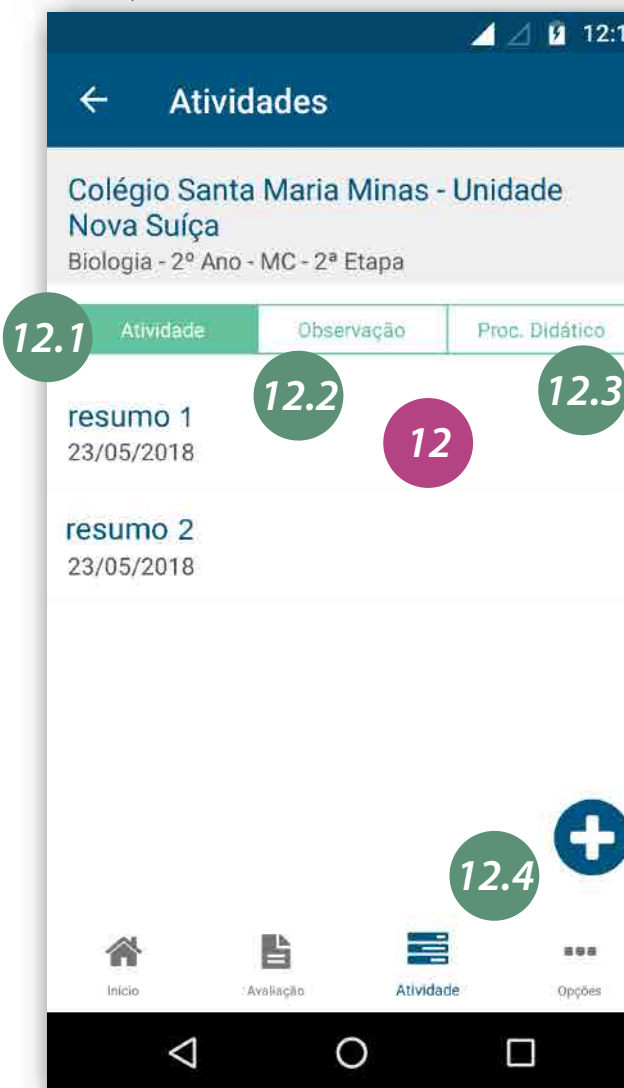 12:1
Atividades
Colégio Santa Maria Minas - Unidade
Nova Suíça
Biologia - 2º Ano - MC - 2ª Etapa
12.1 Atividade Observação Proc. Didático
12.2 12.3
resumo 1
12
23/05/2018
resumo 2
23/05/2018
12.4
Início Avaliação Atividade Opções